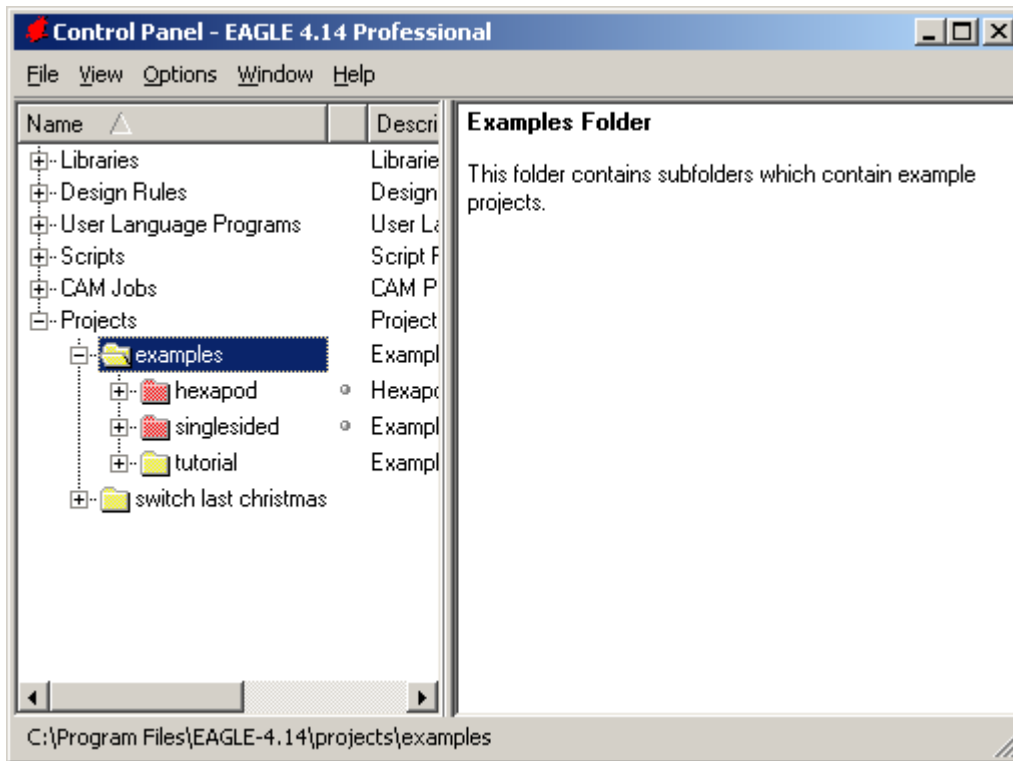 Control Panel - EAGLE 4.14 Professional
File View Options Window Help
Name Descri
Libraries Librarie
Design Rules Design
User Language Programs User La
Scripts Script F
CAM Jobs CAM P
Projects Project
examples Exampl
hexapod Hexapo
singlesided Exampl
tutorial Exampl
switch last christmas
Examples Folder
This folder contains subfolders which contain example
projects.
C:\Program Files\EAGLE-4.14\projects\examples